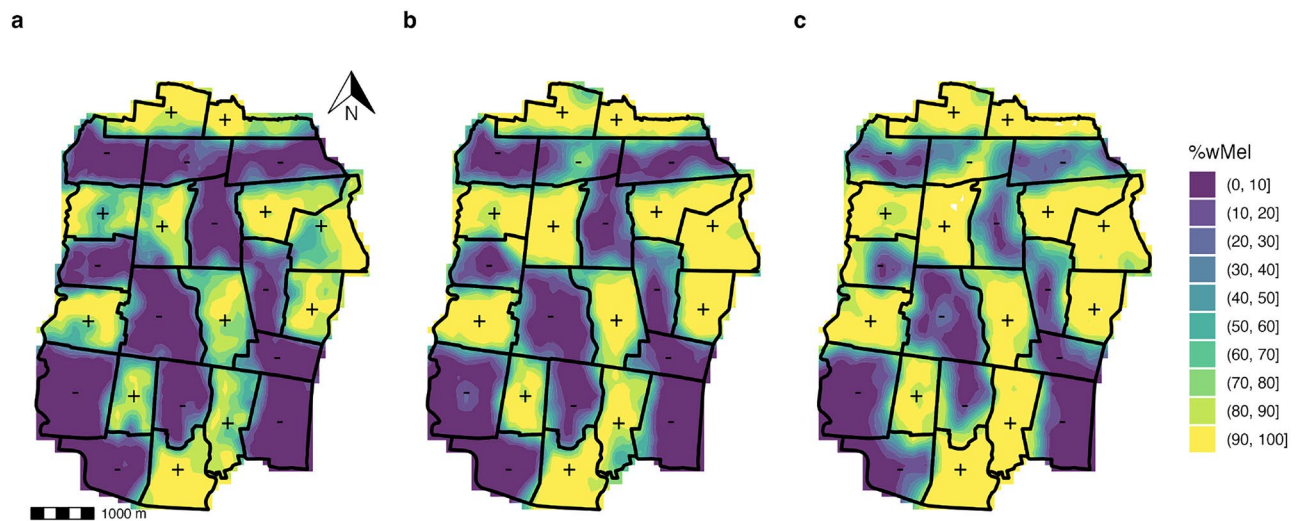 a
b
c
N
%wMel
(0, 10]
(10, 20]
(20, 30]
(30, 40]
(40, 50]
(50, 60]
(60, 70]
(70, 80]
(80, 90]
(90, 100]
1000 m